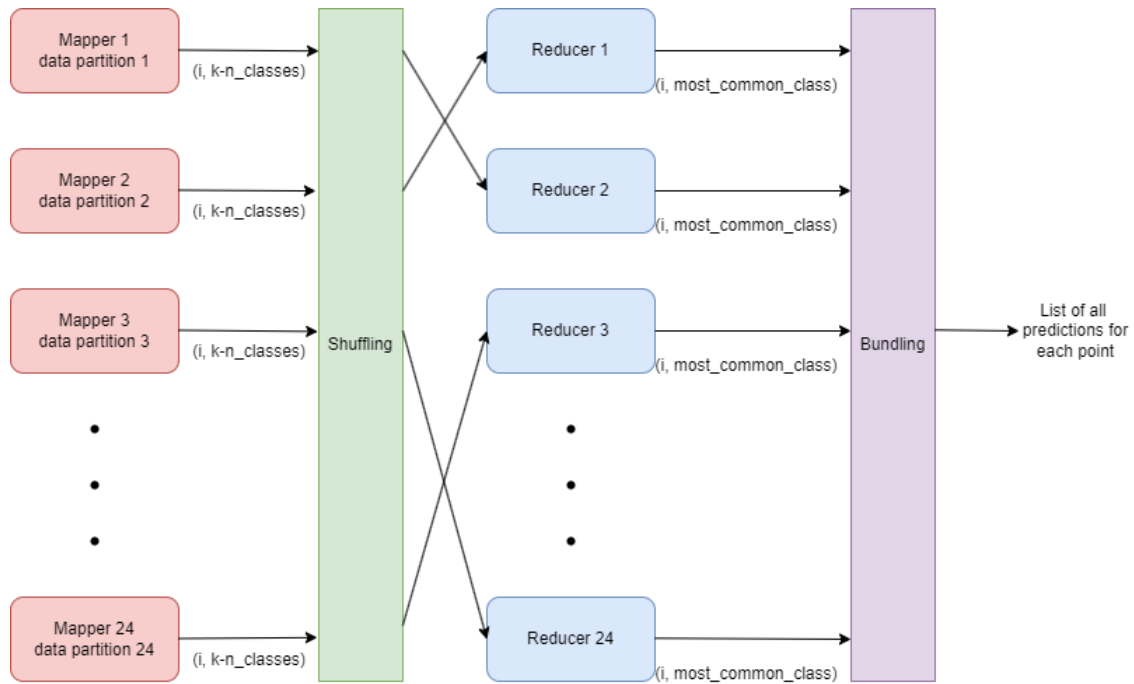 Mapper 1
data partition 1
(i, k-n_classes)
Reducer 1
(i, most_common_class)
Mapper 2
data partition 2
(i, k-n_classes)
Reducer 2
(i, most_common_class)
Mapper 3
data partition 3
(i, k-n_classes)
Shuffling
Reducer 3
(i, most_common_class)
Bundling
List of all
predictions for
each point
Mapper 24
data partition 24
(i, k-n_classes)
Reducer 24
(i, most_common_class)